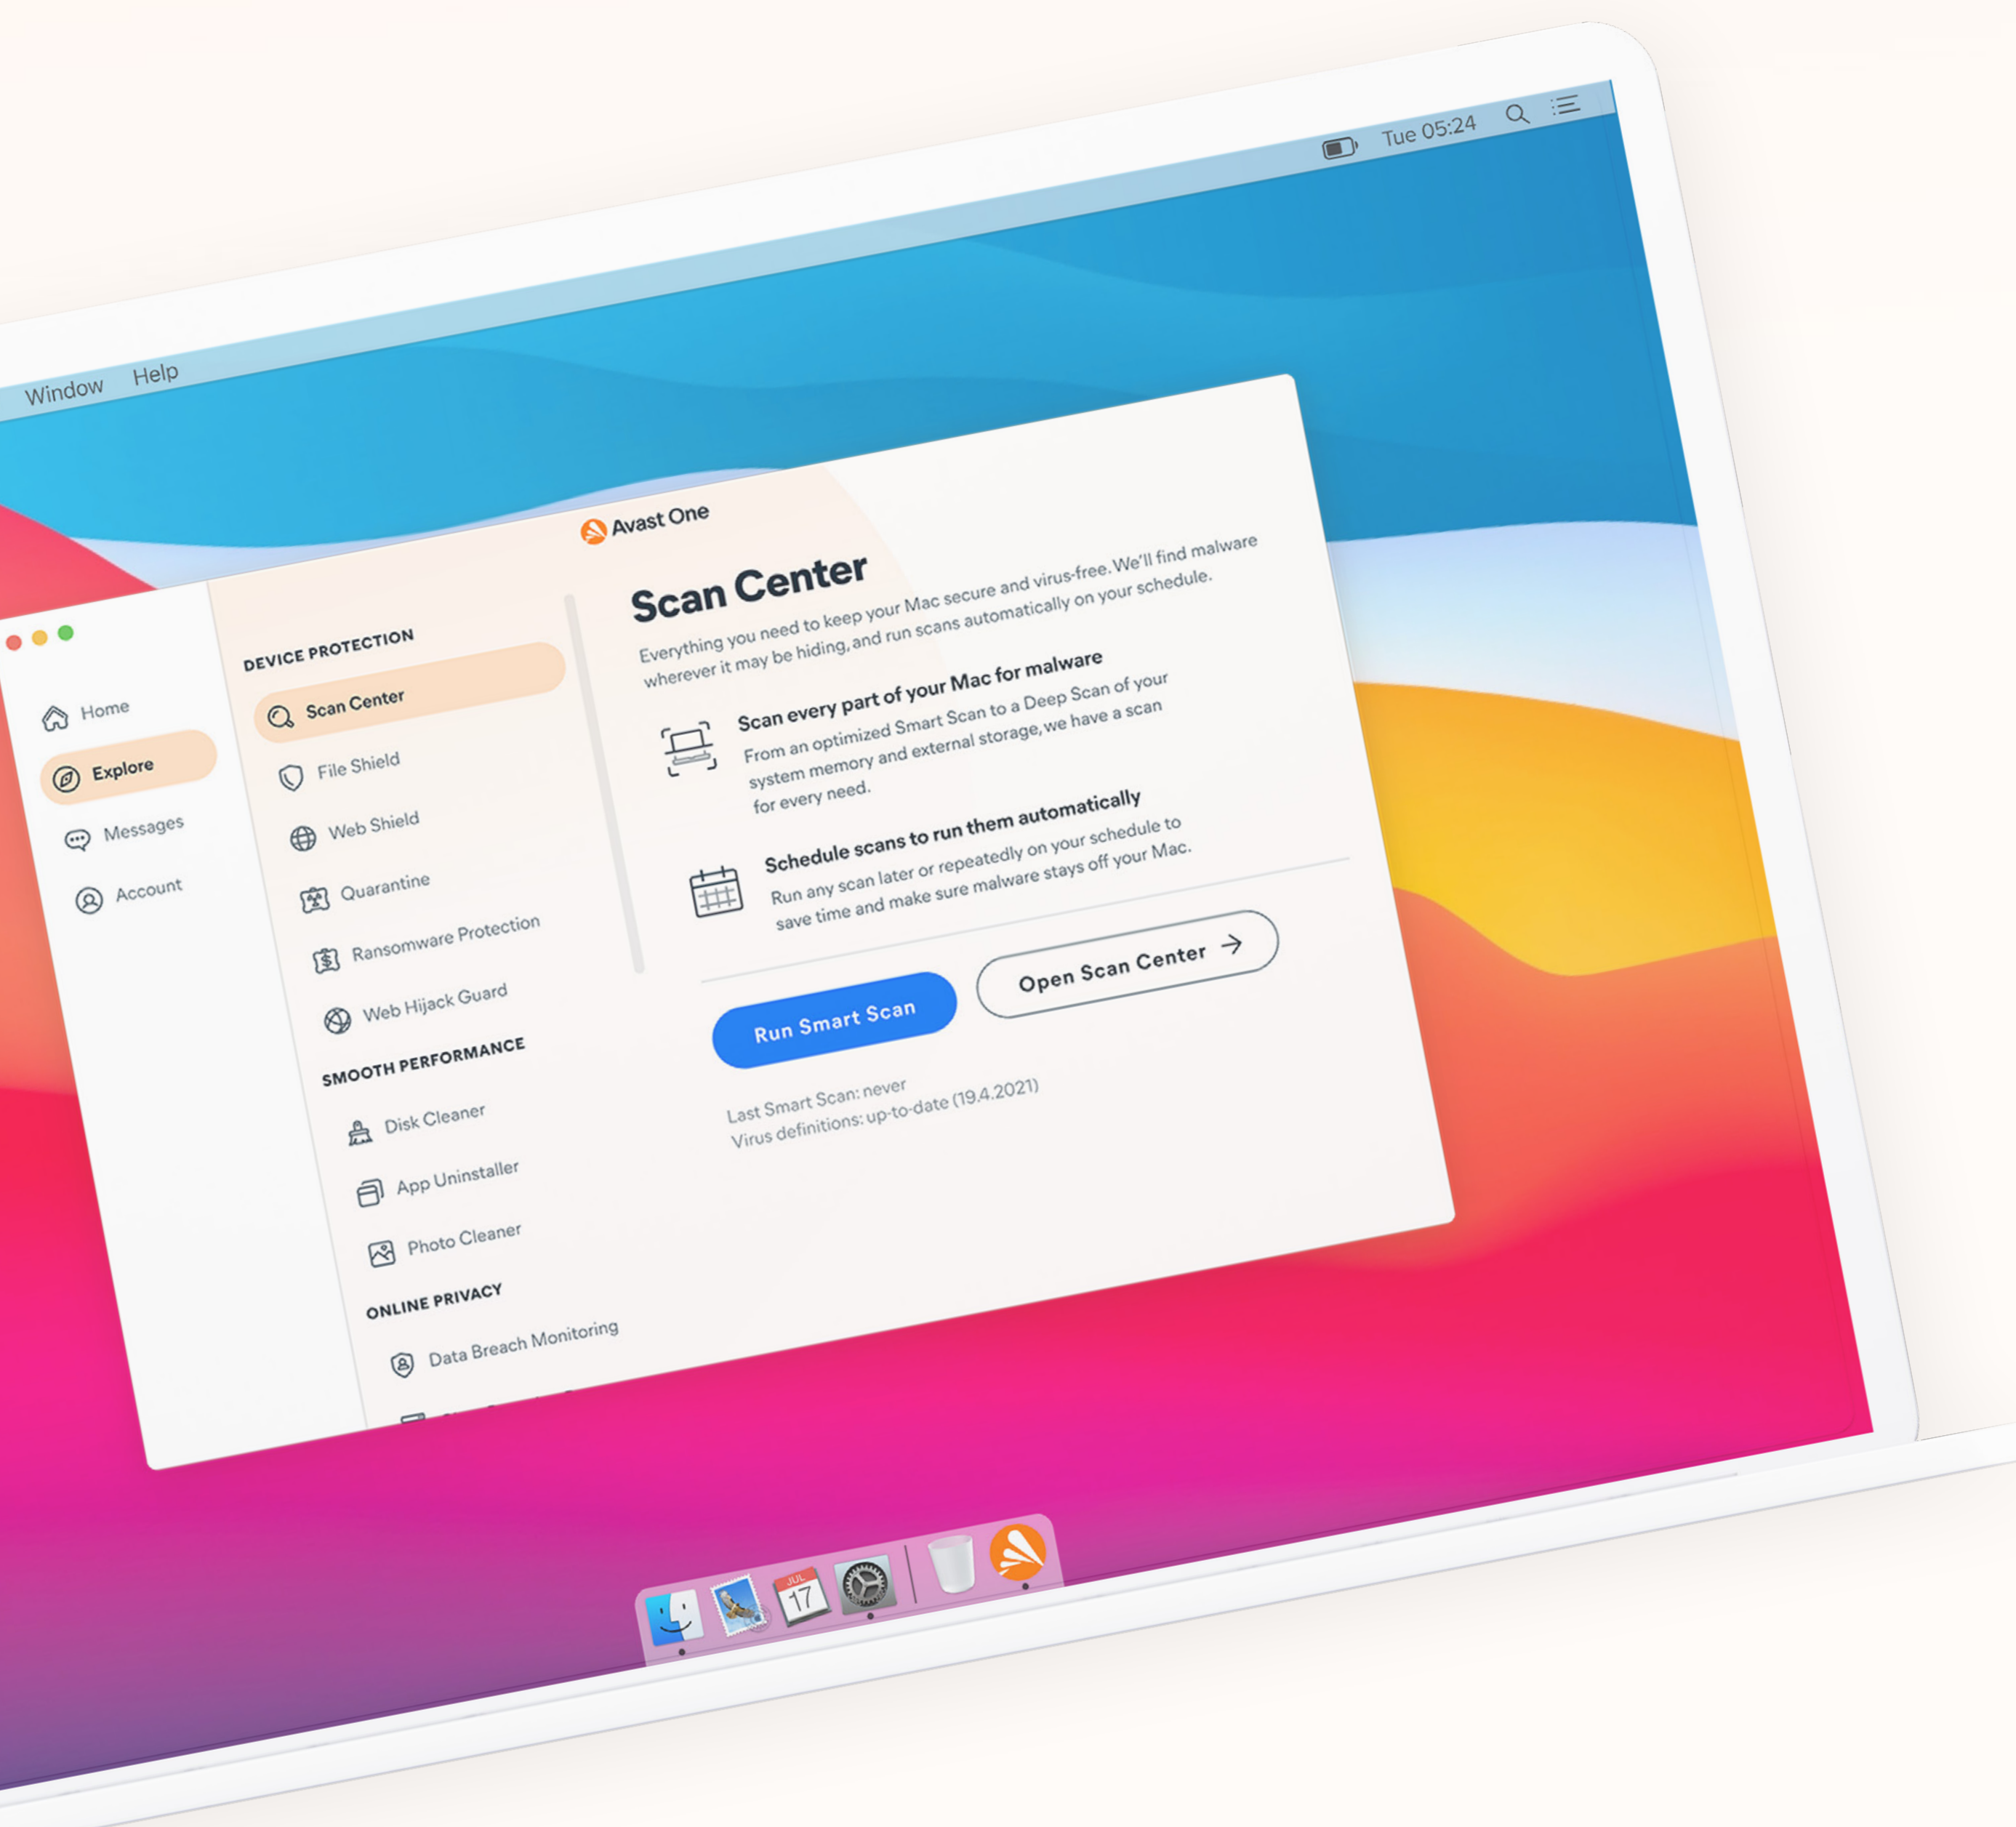 Window Help
Tue 05:24
Avast One
Home
Explore
Messages
Account
DEVICE PROTECTION
Scan Center
File Shield
Web Shield
Quarantine
Ransomware Protection
Web Hijack Guard
SMOOTH PERFORMANCE
Disk Cleaner
App Uninstaller
Photo Cleaner
ONLINE PRIVACY
Data Breach Monitoring
Scan Center
Everything you need to keep your Mac secure and virus-free. We'll find malware
wherever it may be hiding, and run scans automatically on your schedule.
Scan every part of your Mac for malware
From an optimized Smart Scan to a Deep Scan of your
system memory and external storage, we have a scan
for every need.
Schedule scans to run them automatically
Run any scan later or repeatedly on your schedule to
save time and make sure malware stays off your Mac.
Run Smart Scan
Open Scan Center
Last Smart Scan: never
Virus definitions: up-to-date (19.4.2021)
JUL
17